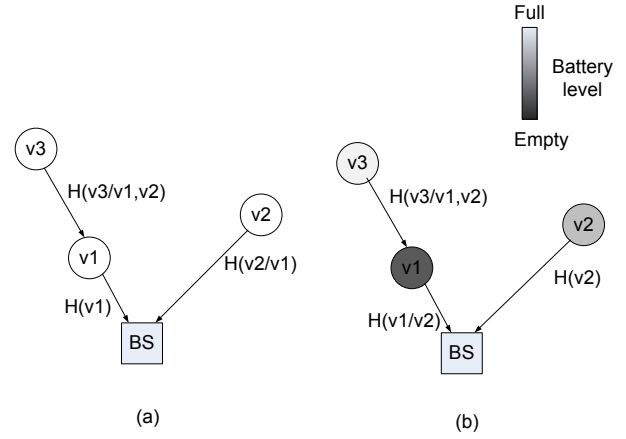 Full
Battery
level
Empty
v3
H(v3/v1,v2)
v2
v1
H(v2/v1)
H(v1)
BS
(a)
v3
H(v3/v1,v2)
v2
v1
H(v2)
H(v1/v2)
BS
(b)